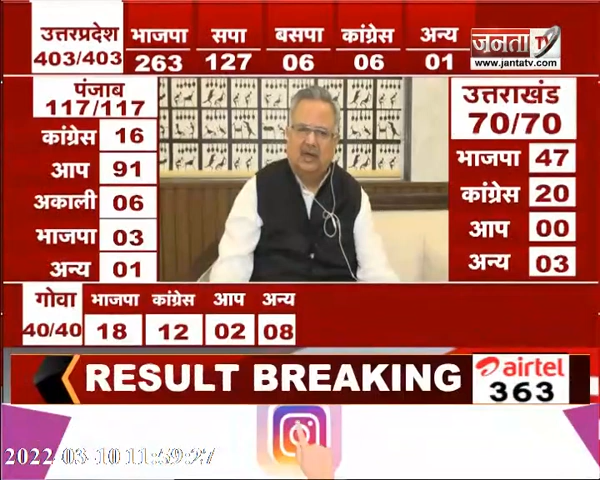 उत्तरप्रदेश भाजपा सपा बसपा कांग्रेस अन्य
403/403 263 127 06 06 01
जनता TV
www.jantatv.com
पंजाब
117/117
कांग्रेस 16
आप 91
अकाली 06
भाजपा 03
अन्य 01
उत्तराखंड
70/70
भाजपा 47
कांग्रेस 20
आप 00
अन्य 03
गोवा भाजपा कांग्रेस आप अन्य
40/40 18 12 02 08
RESULT BREAKING
airtel
363
2022-03-10 11:59:27